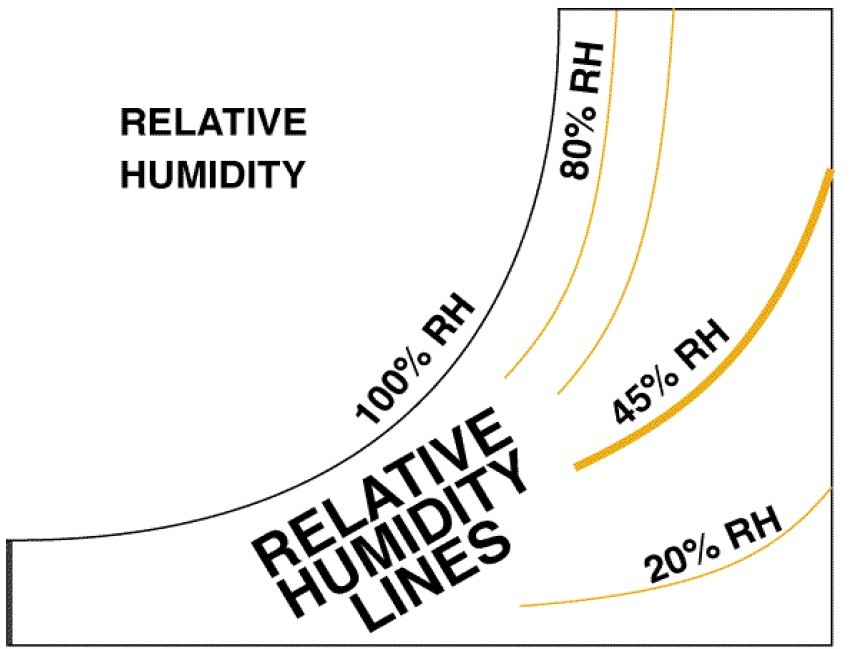 RELATIVE
HUMIDITY
80% RH
100% RH
45% RH
RELATIVE
HUMIDITY
LINES
20% RH